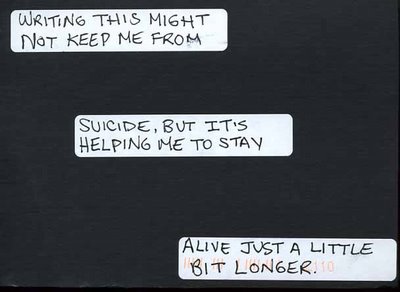 WRITING THIS MIGHT
NOT KEEP ME FROM
SUICIDE, BUT IT'S
HELPING ME TO STAY
ALIVE JUST A LITTLE
BIT LONGER.